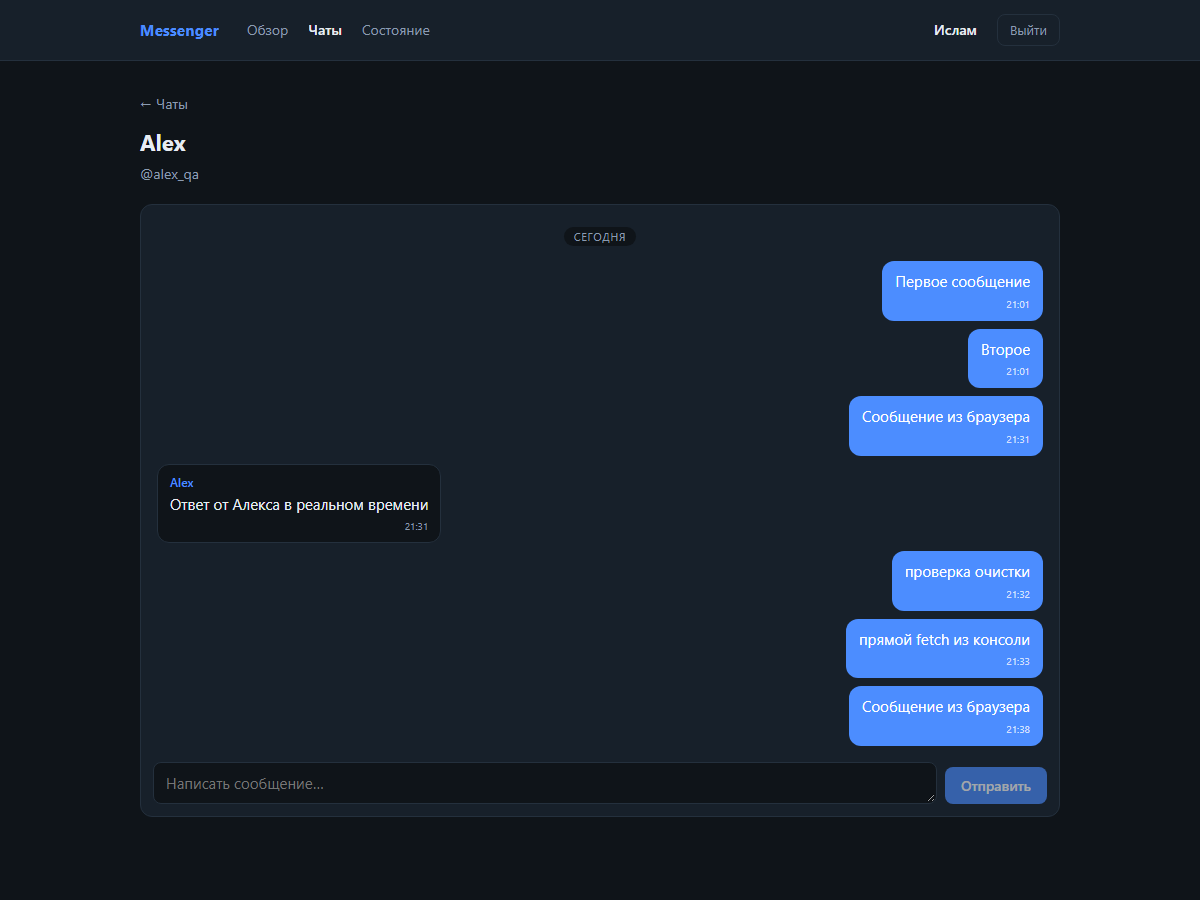 Messenger Обзор Чаты Состояние Ислам Выйти
← Чаты
Alex
@alex_qa
СЕГОДНЯ
Первое сообщение
21:01
Второе
21:01
Сообщение из браузера
21:31
Alex
Ответ от Алекса в реальном времени
21:31
проверка очистки
21:32
прямой fetch из консоли
21:33
Сообщение из браузера
21:38
Написать сообщение... Отправить